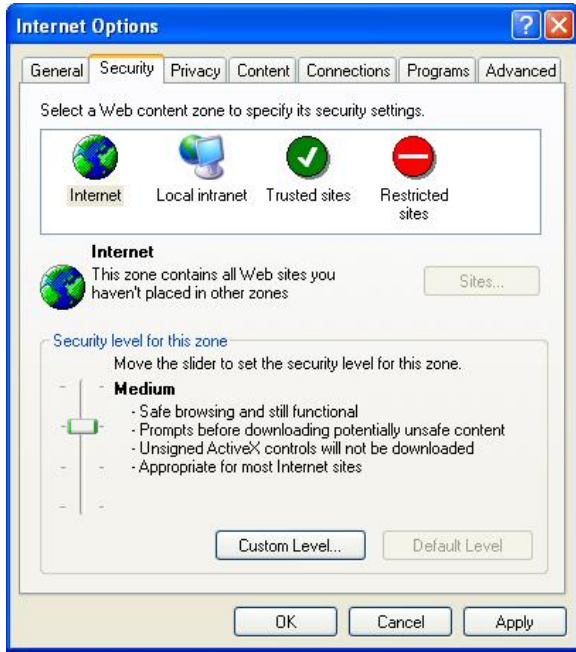 Internet Options
General Security Privacy Content Connections Programs Advanced
Select a Web content zone to specify its security settings.
Internet Local intranet Trusted sites Restricted
sites
Internet
This zone contains all Web sites you
haven't placed in other zones
Sites...
Security level for this zone
Move the slider to set the security level for this zone.
Medium
- Safe browsing and still functional
- Prompts before downloading potentially unsafe content
- Unsigned ActiveX controls will not be downloaded
- Appropriate for most Internet sites
Custom Level... Default Level
OK Cancel Apply